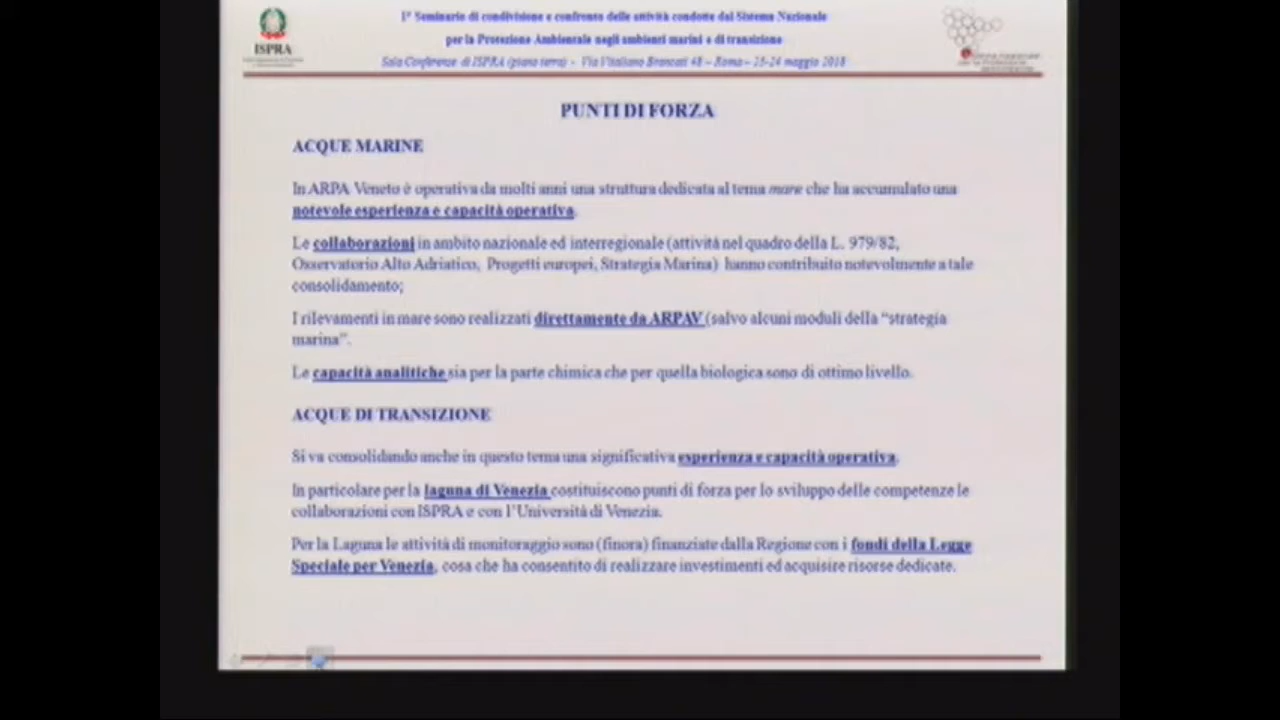 1° Seminario di condivisione e confronto delle attività condotte dal Sistema Nazionale
per la Protezione Ambientale negli ambienti marini e di transizione
Sala Conferenze di ISPRA (piano terra) - Via Vitaliano Brancati 48 – Roma – 23-24 maggio 2018
ISPRA
PUNTI DI FORZA
ACQUE MARINE
In ARPA Veneto è operativa da molti anni una struttura dedicata al tema mare che ha accumulato una
notevole esperienza e capacità operativa.
Le collaborazioni in ambito nazionale ed interregionale (attività nel quadro della L. 979/82,
Osservatorio Alto Adriatico, Progetti europei, Strategia Marina) hanno contribuito notevolmente a tale
consolidamento;
I rilevamenti in mare sono realizzati direttamente da ARPAV (salvo alcuni moduli della “strategia
marina”.
Le capacità analitiche sia per la parte chimica che per quella biologica sono di ottimo livello.
ACQUE DI TRANSIZIONE
Si va consolidando anche in questo tema una significativa esperienza e capacità operativa.
In particolare per la laguna di Venezia costituiscono punti di forza per lo sviluppo delle competenze le
collaborazioni con ISPRA e con l’Università di Venezia.
Per la Laguna le attività di monitoraggio sono (finora) finanziate dalla Regione con i fondi della Legge
Speciale per Venezia, cosa che ha consentito di realizzare investimenti ed acquisire risorse dedicate.